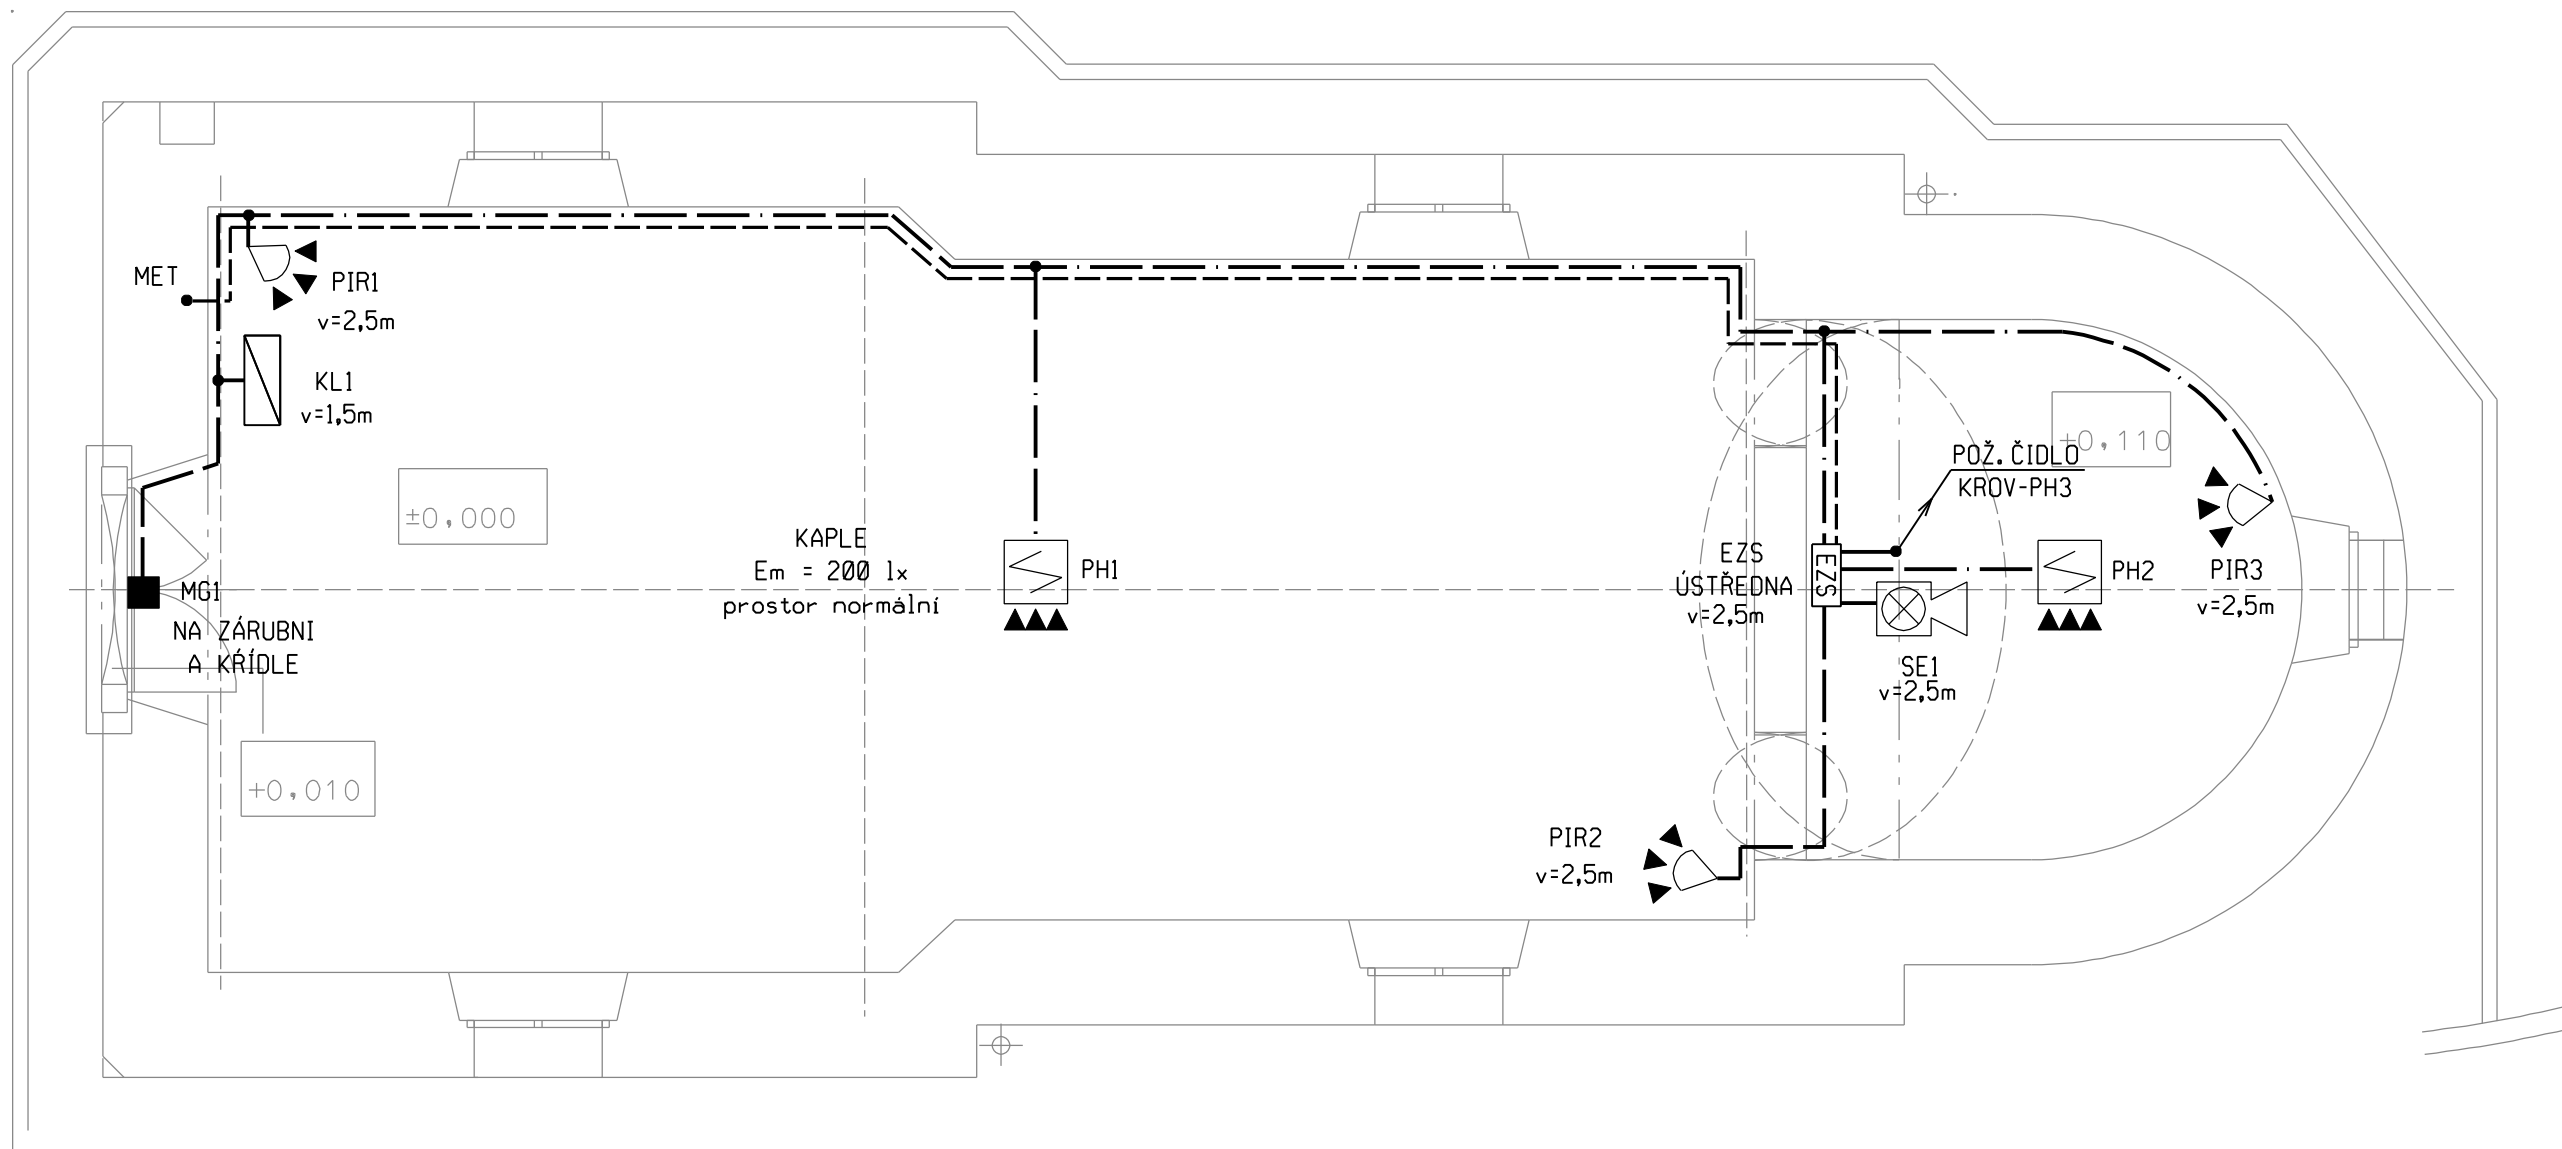 MET
PIR1
v=2,5m
KL1
v=1,5m
±0,000
MG1
NA ZÁRUBNI
A KŘÍDLE
+0,010
KAPLE
Em = 200 lx
prostor normální
PH1
EZS
ÚSTŘEDNA
v=2,5m
EZS
POŽ. ČIDLO
KROV-PH3
+0,110
PH2
SE1
v=2,5m
PIR3
v=2,5m
PIR2
v=2,5m